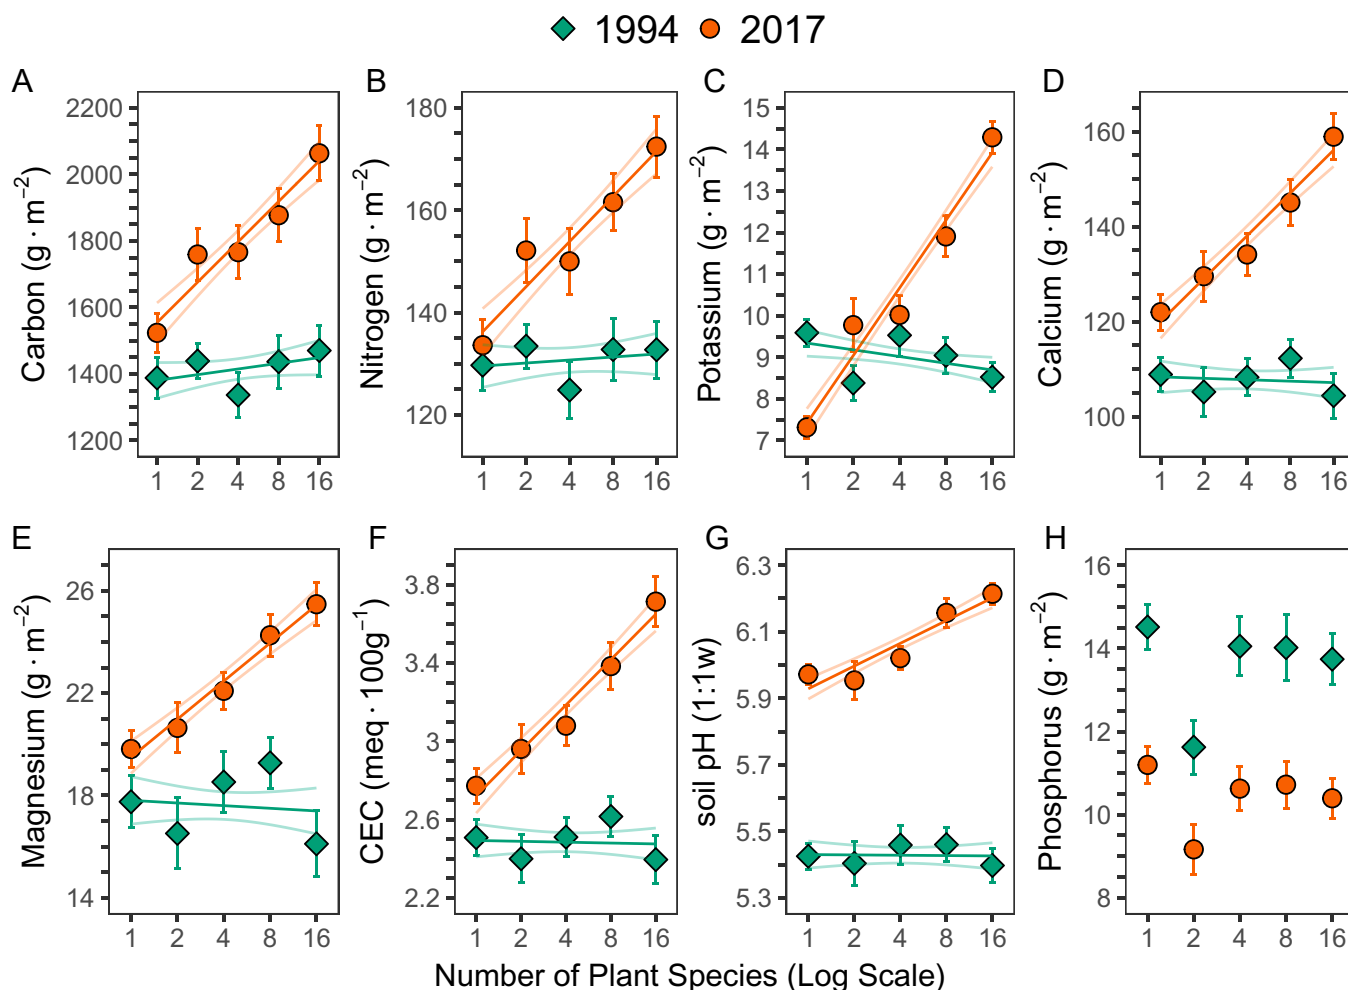 1994 2017
A B C D
Carbon (g · m⁻²)
2200
2000
1800
1600
1400
1200
1 2 4 8 16
Nitrogen (g · m⁻²)
180
160
140
120
1 2 4 8 16
Potassium (g · m⁻²)
15
14
13
12
11
10
9
8
7
1 2 4 8 16
Calcium (g · m⁻²)
160
140
120
100
1 2 4 8 16
E F G H
Magnesium (g · m⁻²)
26
22
18
14
1 2 4 8 16
CEC (meq · 100g⁻¹)
3.8
3.4
3
2.6
2.2
1 2 4 8 16
soil pH (1:1w)
6.3
6.1
5.9
5.7
5.5
5.3
1 2 4 8 16
Phosphorus (g · m⁻²)
16
14
12
10
8
1 2 4 8 16
Number of Plant Species (Log Scale)